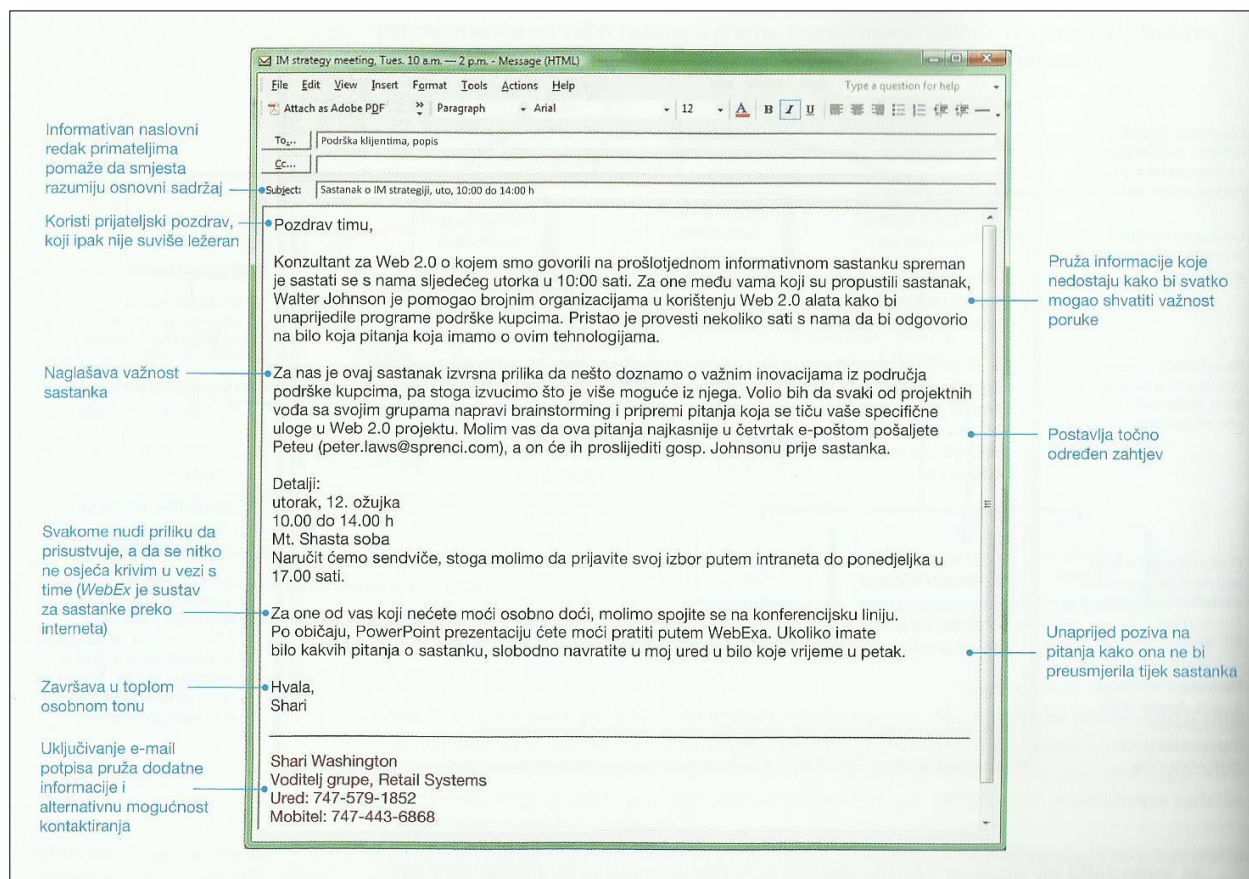 IM strategy meeting, Tues. 10 a.m. — 2 p.m. - Message (HTML)
File Edit View Insert Format Tools Actions Help
Type a question for help
Attach as Adobe PDF
Paragraph
Arial
12
A B I U
To...
Podrška klijentima, popis
Cc...
Subject:
Sastanak o IM strategiji, uto, 10:00 do 14:00 h
Informativan naslovni
redak primateljima
pomaže da smjesta
razumiju osnovni sadržaj
Koristi prijateljski pozdrav,
koji ipak nije suviše ležeran
Pozdrav timu,
Konzultant za Web 2.0 o kojem smo govorili na prošlotjednom informativnom sastanku spreman
je sastati se s nama sljedećeg utorka u 10:00 sati. Za one među vama koji su propustili sastanak,
Walter Johnson je pomogao brojnim organizacijama u korištenju Web 2.0 alata kako bi
unaprijedile programe podrške kupcima. Pristao je provesti nekoliko sati s nama da bi odgovorio
na bilo koja pitanja koja imamo o ovim tehnologijama.
Pruža informacije koje
nedostaju kako bi svatko
mogao shvatiti važnost
poruke
Naglašava važnost
sastanka
Za nas je ovaj sastanak izvrsna prilika da nešto doznamo o važnim inovacijama iz područja
podrške kupcima, pa stoga izvucimo što je više moguće iz njega. Volio bih da svaki od projektnih
vođa sa svojim grupama napravi brainstorming i pripremi pitanja koja se tiču vaše specifične
uloge u Web 2.0 projektu. Molim vas da ova pitanja najkasnije u četvrtak e-poštom pošaljete
Peteu (peter.laws@sprenci.com), a on će ih proslijediti gosp. Johnsonu prije sastanka.
Postavlja točno
određen zahtjev
Detalji:
utorak, 12. ožujka
10.00 do 14.00 h
Mt. Shasta soba
Naručit ćemo sendviče, stoga molimo da prijavite svoj izbor putem intraneta do ponedjeljka u
17.00 sati.
Svakome nudi priliku da
prisustvuje, a da se nitko
ne osjeća krivim u vezi s
time (WebEx je sustav
za sastanke preko
interneta)
Za one od vas koji nećete moći osobno doći, molimo spojite se na konferencijsku liniju.
Po običaju, PowerPoint prezentaciju ćete moći pratiti putem WebExa. Ukoliko imate
bilo kakvih pitanja o sastanku, slobodno navratite u moj ured u bilo koje vrijeme u petak.
Unaprijed poziva na
pitanja kako ona ne bi
preusmjerila tijek sastanka
Završava u toplom
osobnom tonu
Hvala,
Shari
Uključivanje e-mail
potpisa pruža dodatne
informacije i
alternativnu mogućnost
kontaktiranja
Shari Washington
Voditelj grupe, Retail Systems
Ured: 747-579-1852
Mobitel: 747-443-6868